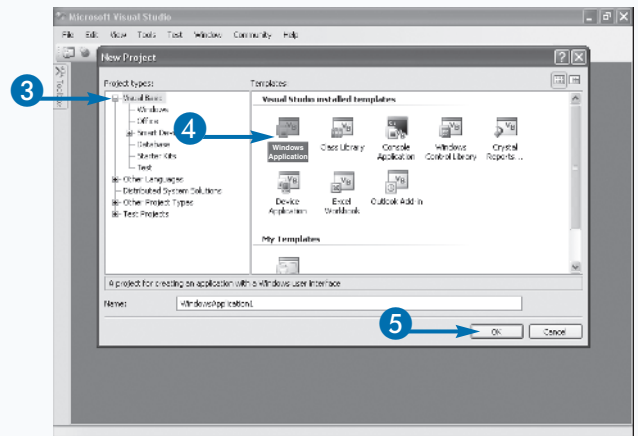 Microsoft Visual Studio
File Edit View Tools Test Window Community Help
New Project
Toolbox
Project types:
Templates:
3
Visual Basic
Windows
Office
Smart Dev
Database
Starter Kits
Test
Other Languages
Distributed System Solutions
Other Project Types
Test Projects
4
Visual Studio installed templates
Windows Application
Class Library
Console Application
Windows Control Library
Crystal Reports ...
Device Application
Excel Workbook
Outlook Add-in
My Templates
A project for creating an application with a Windows user interface
Name:
WindowsApplication1
5
OK
Cancel